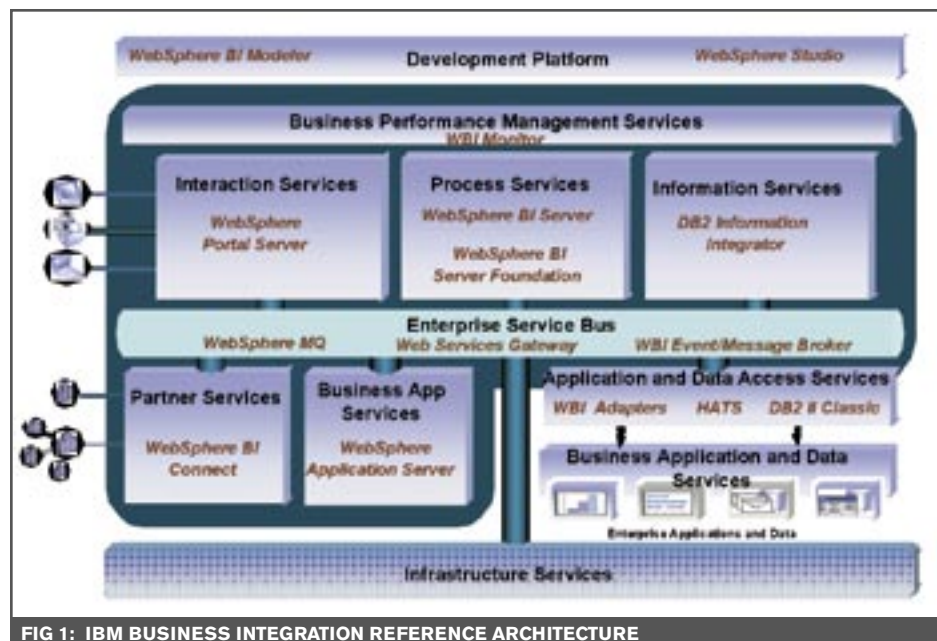 WebSphere BI Modeler
Development Platform
WebSphere Studio
Business Performance Management Services
WBI Monitor
Interaction Services
WebSphere
Portal Server
Process Services
WebSphere BI Server
WebSphere BI
Server Foundation
Information Services
DB2 Information
Integrator
Enterprise Service Bus
WebSphere MQ
Web Services Gateway
WBI Event/Message Broker
Partner Services
WebSphere BI
Connect
Business App
Services
WebSphere
Application Server
Application and Data Access Services
WBI Adapters
HATS
DB2 II Classic
Business Application and Data
Services
Enterprise Applications and Data
Infrastructure Services
FIG 1: IBM BUSINESS INTEGRATION REFERENCE ARCHITECTURE